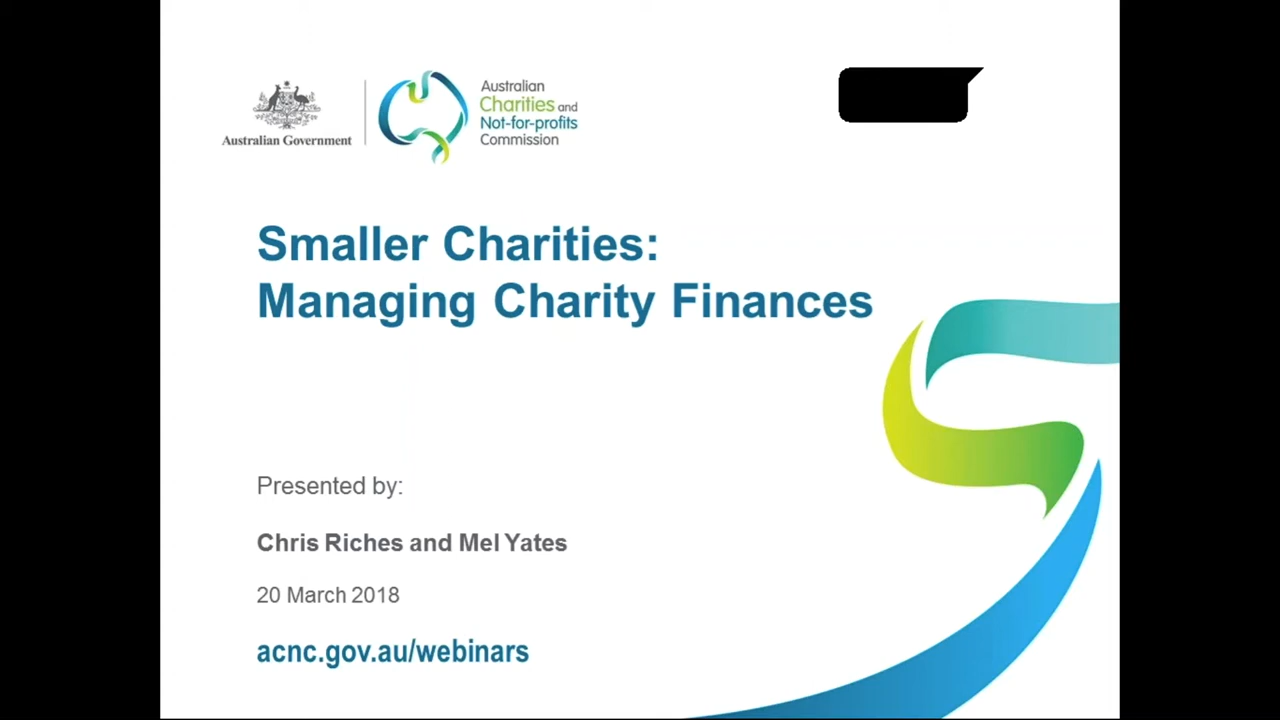 Australian Government
Australian
Charities and
Not-for-profits
Commission
Smaller Charities:
Managing Charity Finances
Presented by:
Chris Riches and Mel Yates
20 March 2018
acnc.gov.au/webinars